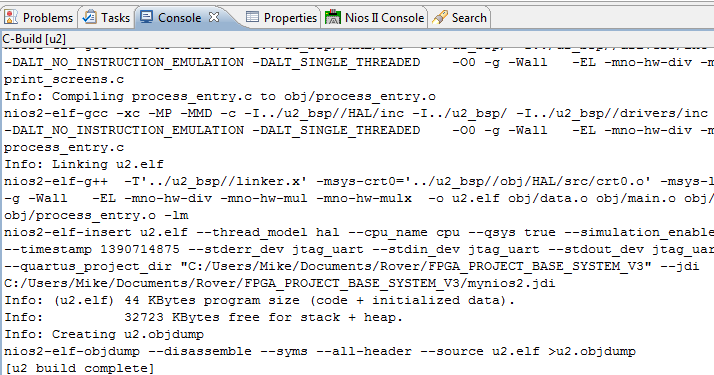 Problems Tasks Console Properties Nios II Console Search
C-Build [u2]
-DALT_NO_INSTRUCTION_EMULATION -DALT_SINGLE_THREADED -O0 -g -Wall -EL -mno-hw-div -m
print_screens.c
Info: Compiling process_entry.c to obj/process_entry.o
nios2-elf-gcc -xc -MP -MMD -c -I../u2_bsp//HAL/inc -I../u2_bsp/ -I../u2_bsp//drivers/inc
-DALT_NO_INSTRUCTION_EMULATION -DALT_SINGLE_THREADED -O0 -g -Wall -EL -mno-hw-div -m
process_entry.c
Info: Linking u2.elf
nios2-elf-g++ -T'../u2_bsp//linker.x' -msys-crt0='../u2_bsp//obj/HAL/src/crt0.o' -msys-l
-g -Wall -EL -mno-hw-div -mno-hw-mul -mno-hw-mulx -o u2.elf obj/data.o obj/main.o obj/
obj/process_entry.o -lm
nios2-elf-insert u2.elf --thread_model hal --cpu_name cpu --qsys true --simulation_enable
--timestamp 1390714875 --stderr_dev jtag_uart --stdin_dev jtag_uart --stdout_dev jtag_uar
--quartus_project_dir "C:/Users/Mike/Documents/Rover/FPGA_PROJECT_BASE_SYSTEM_V3" --jdi
C:/Users/Mike/Documents/Rover/FPGA_PROJECT_BASE_SYSTEM_V3/mynios2.jdi
Info: (u2.elf) 44 KBytes program size (code + initialized data).
Info: 32723 KBytes free for stack + heap.
Info: Creating u2.objdump
nios2-elf-objdump --disassemble --syms --all-header --source u2.elf >u2.objdump
[u2 build complete]